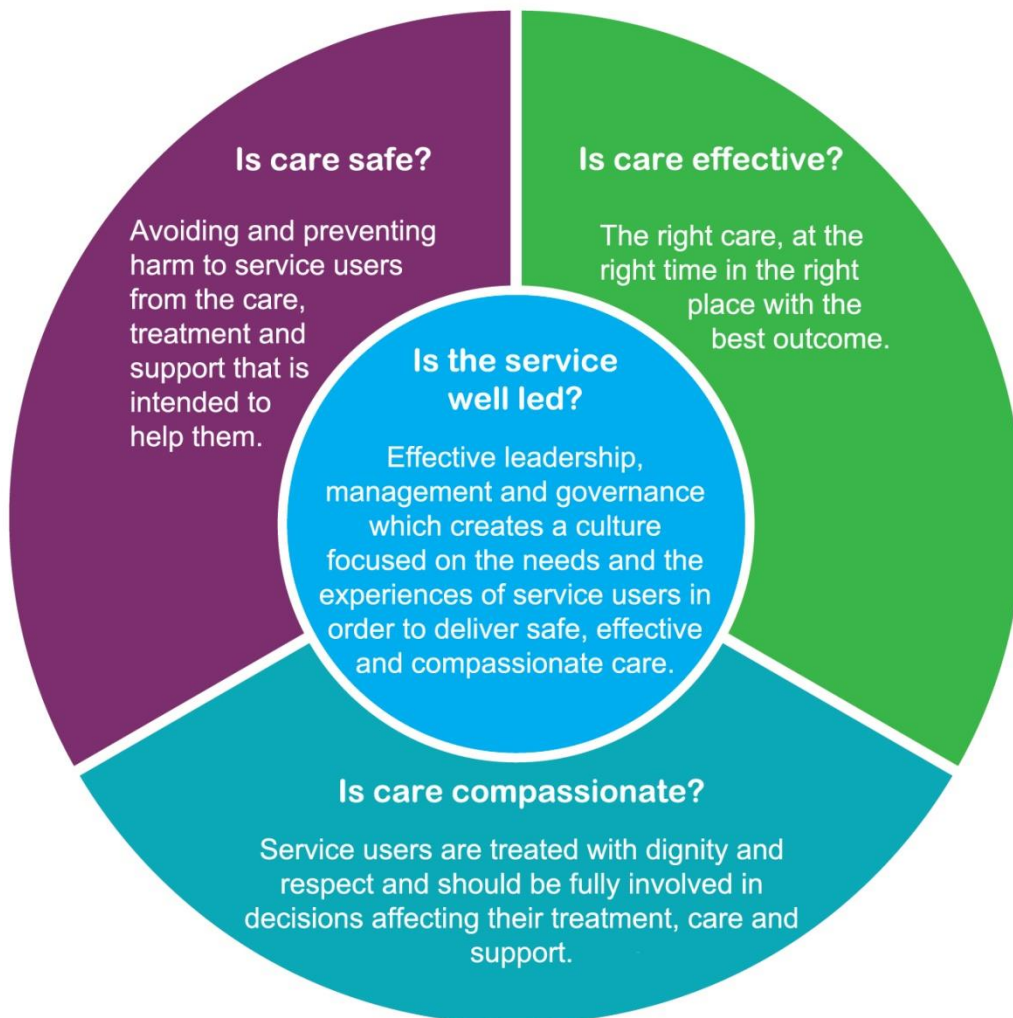 Is care safe?
Avoiding and preventing
harm to service users
from the care,
treatment and
support that is
intended to
help them.
Is care effective?
The right care, at the
right time in the right
place with the
best outcome.
Is the service
well led?
Effective leadership,
management and governance
which creates a culture
focused on the needs and the
experiences of service users in
order to deliver safe, effective
and compassionate care.
Is care compassionate?
Service users are treated with dignity and
respect and should be fully involved in
decisions affecting their treatment, care and
support.